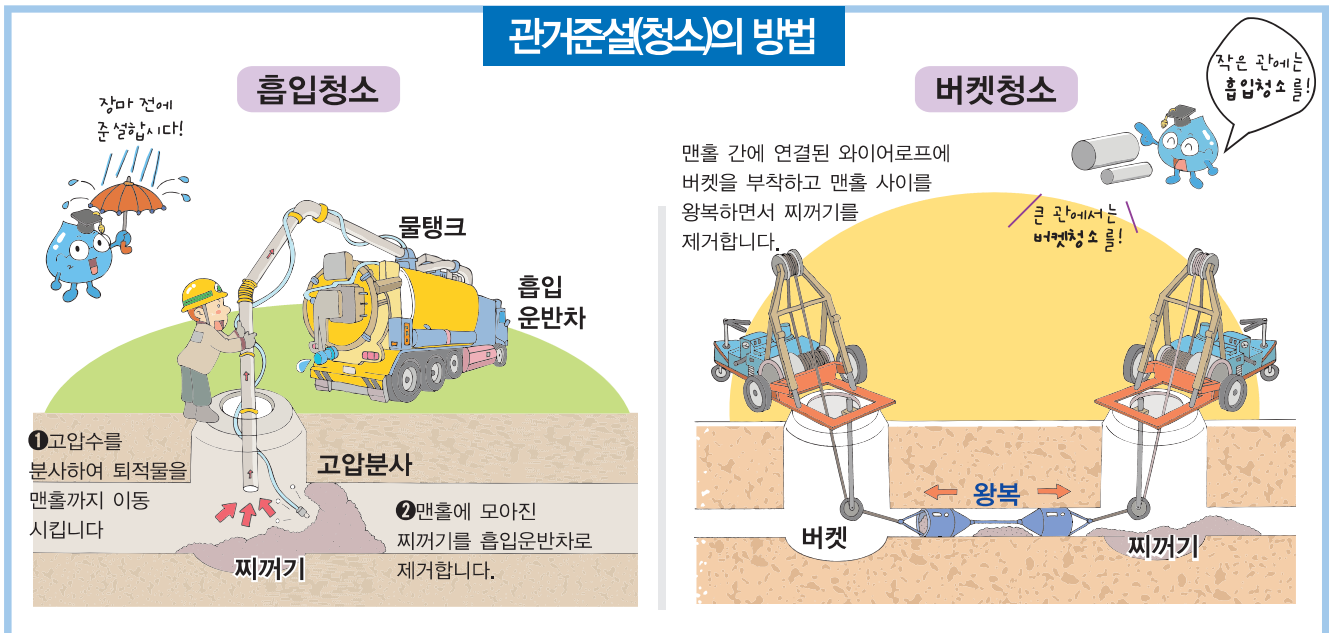 관거준설(청소)의 방법
흡입청소
장마 전에
준설합시다!
물탱크
흡입
운반차
❶고압수를
분사하여 퇴적물을
맨홀까지 이동
시킵니다
고압분사
❷맨홀에 모아진
찌꺼기를 흡입운반차로
제거합니다.
찌꺼기
버켓청소
작은 관에는
흡입청소를!
맨홀 간에 연결된 와이어로프에
버켓을 부착하고 맨홀 사이를
왕복하면서 찌꺼기를
제거합니다.
큰 관에서는
버켓청소를!
왕복
버켓
찌꺼기